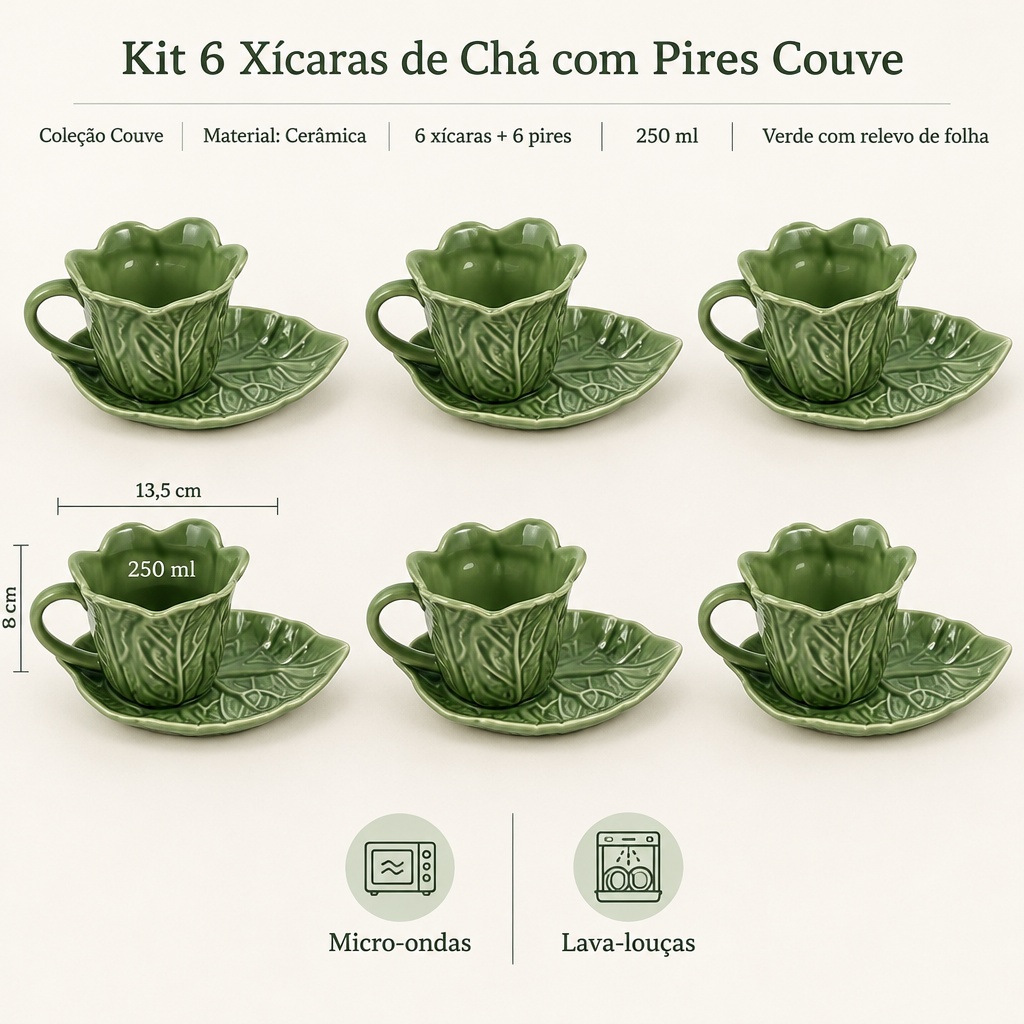 Kit 6 Xícaras de Chá com Pires Couve
Coleção Couve
Material: Cerâmica
6 xícaras + 6 pires
250 ml
Verde com relevo de folha
13,5 cm
8 cm
250 ml
Micro-ondas
Lava-louças